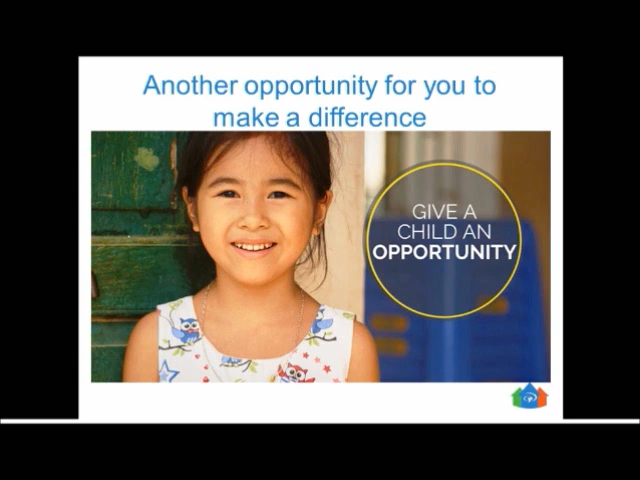 Another opportunity for you to
make a difference
GIVE A
CHILD AN
OPPORTUNITY